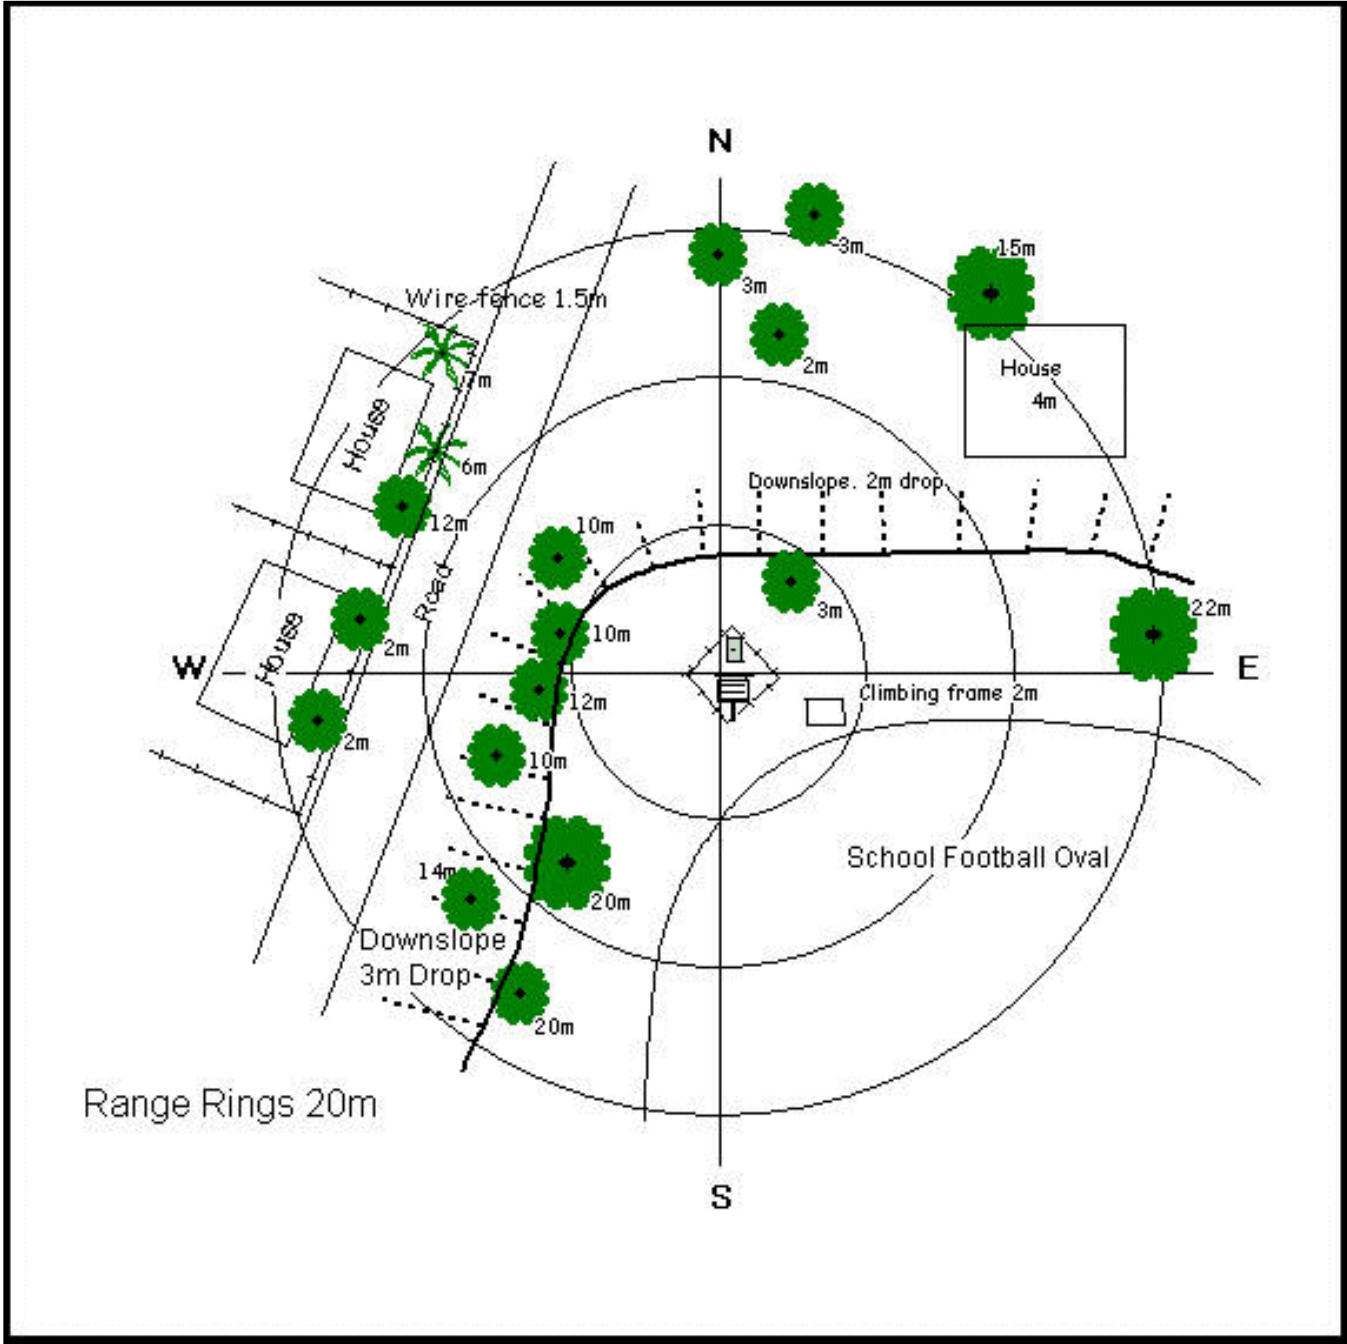 N
3m
15m
3m
Wire fence 1.5m
2m
House
4m
7m
House
6m
Downslope. 2m drop
12m
10m
Road
22m
3m
10m
House
2m
W
E
12m
Climbing frame 2m
2m
10m
School Football Oval
14m
20m
Downslope
3m Drop
20m
Range Rings 20m
S